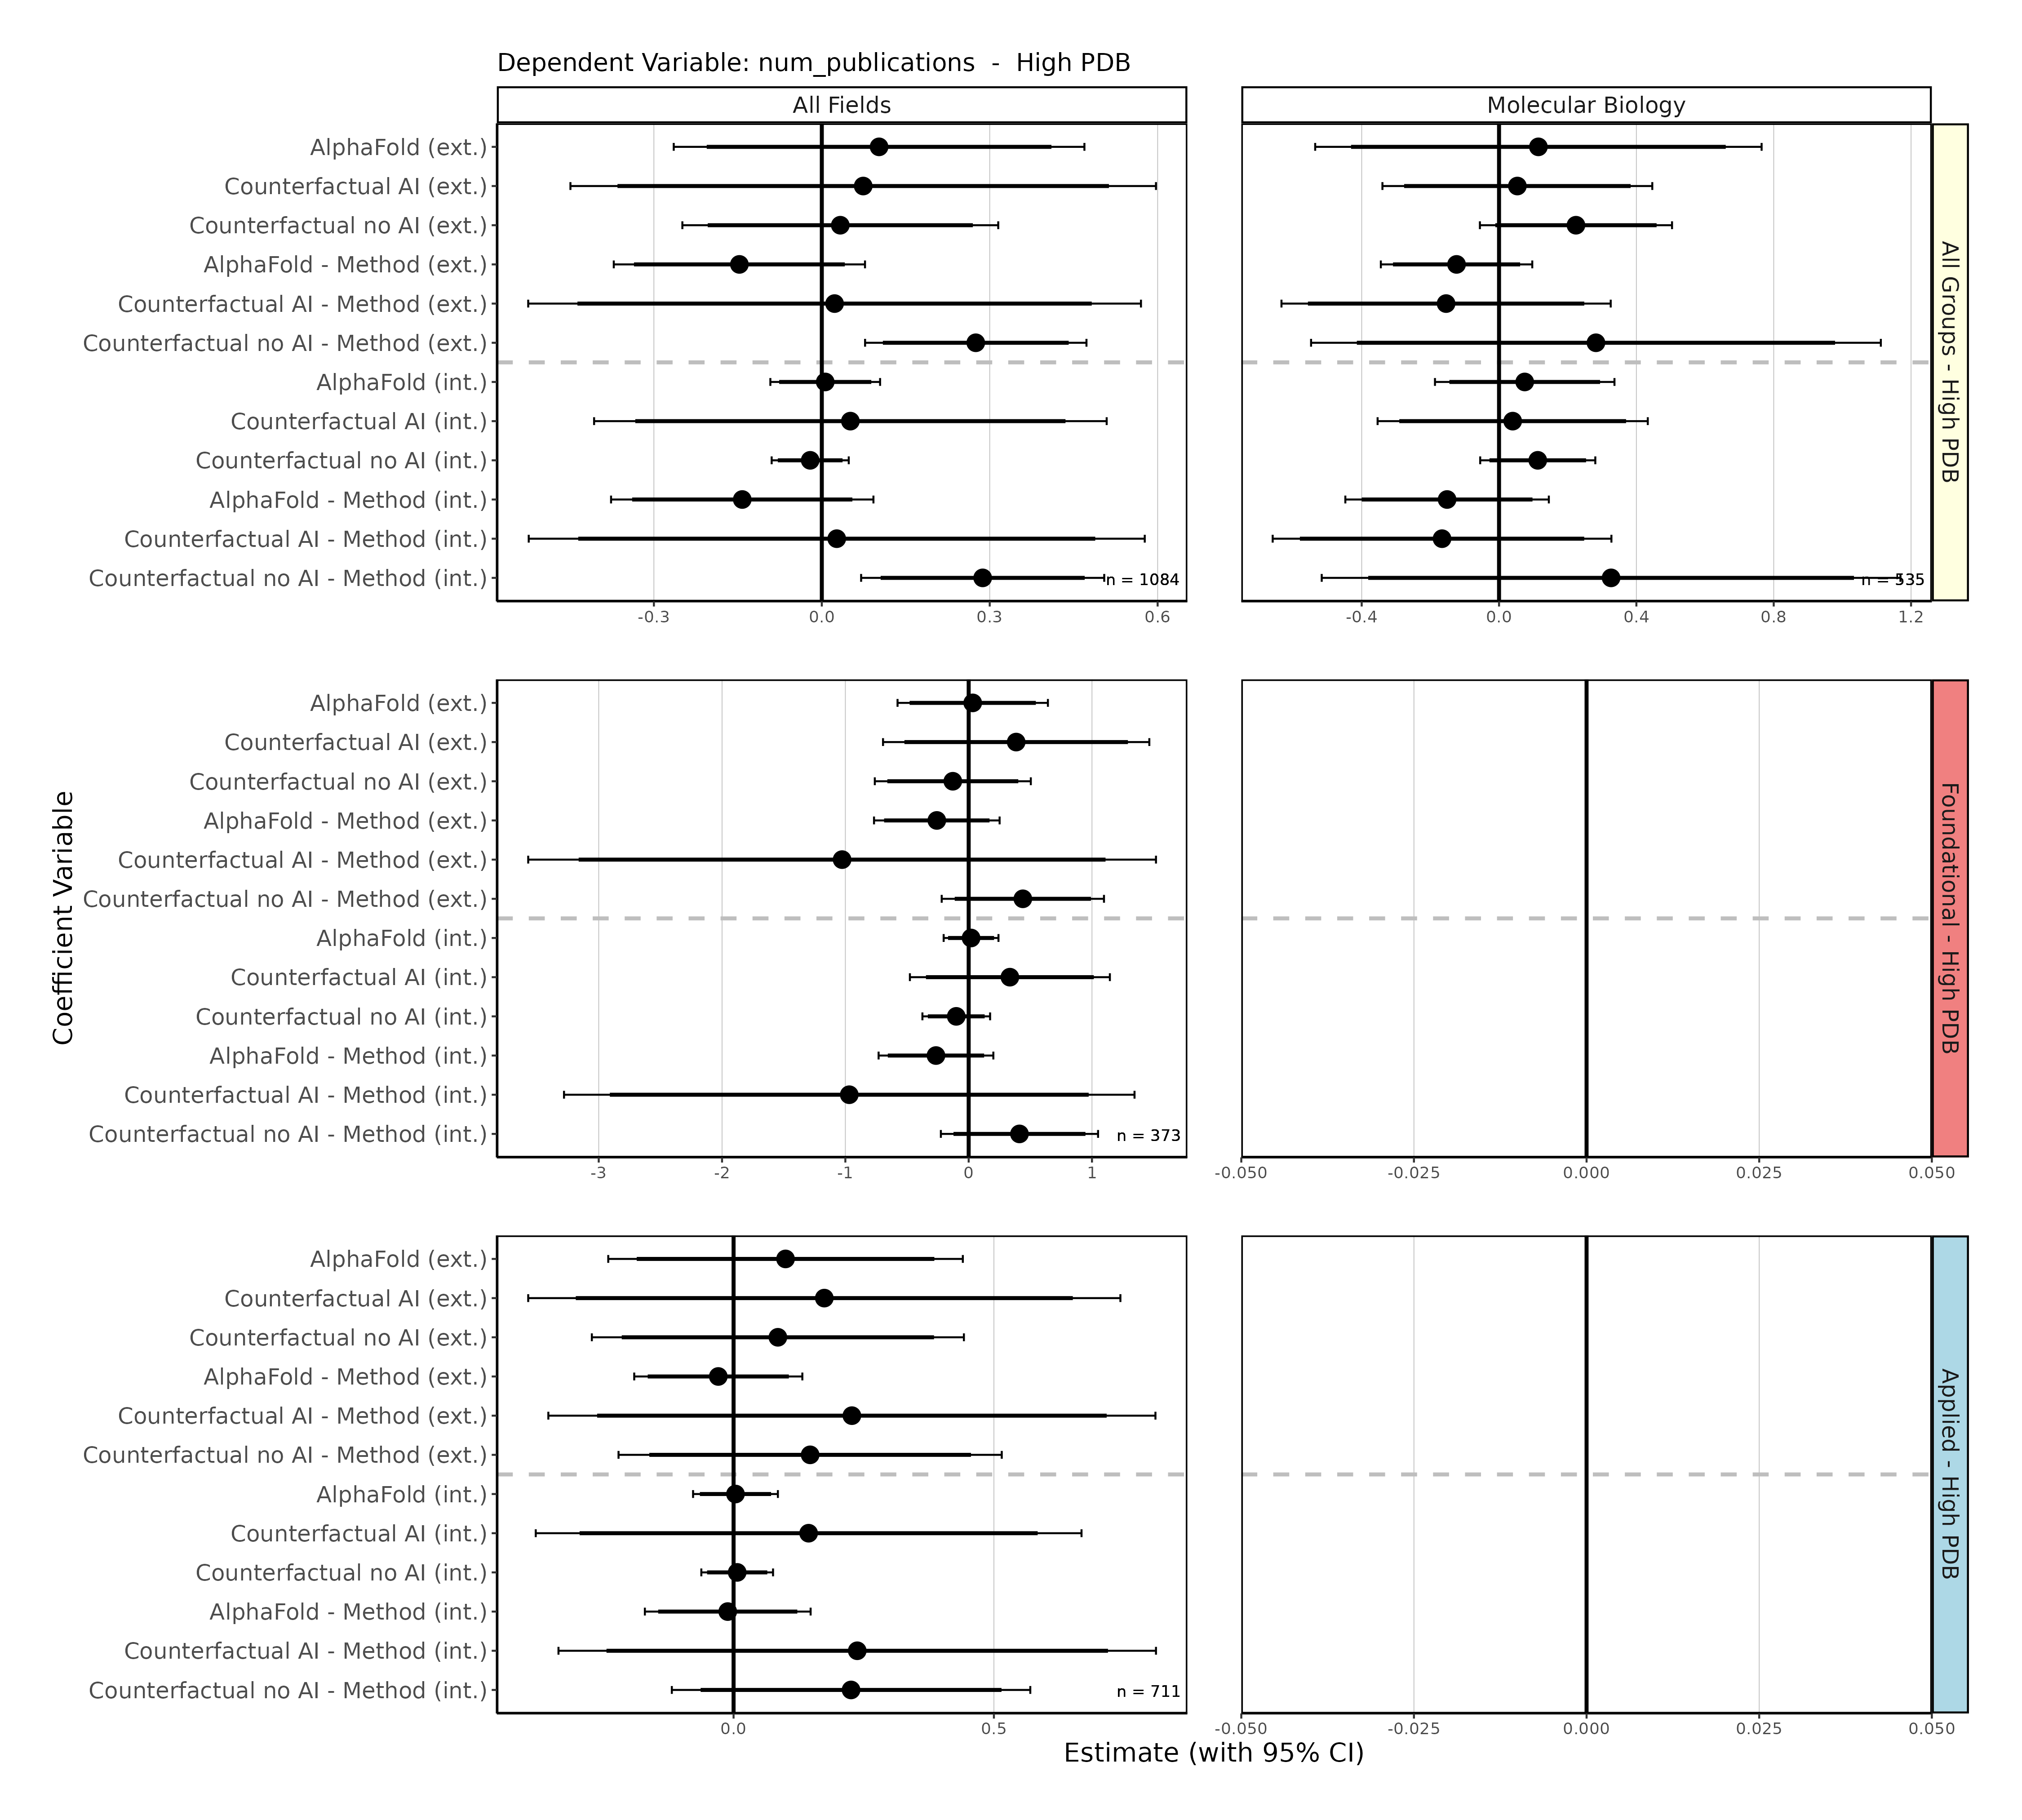 Dependent Variable: num_publications  -  High PDB
All Fields
Molecular Biology
AlphaFold (ext.)
Counterfactual AI (ext.)
Counterfactual no AI (ext.)
AlphaFold - Method (ext.)
Counterfactual AI - Method (ext.)
Counterfactual no AI - Method (ext.)
AlphaFold (int.)
Counterfactual AI (int.)
Counterfactual no AI (int.)
AlphaFold - Method (int.)
Counterfactual AI - Method (int.)
Counterfactual no AI - Method (int.)
n = 1084
n = 535
All Groups - High PDB
-0.3 0.0 0.3 0.6
-0.4 0.0 0.4 0.8 1.2
Coefficient Variable
AlphaFold (ext.)
Counterfactual AI (ext.)
Counterfactual no AI (ext.)
AlphaFold - Method (ext.)
Counterfactual AI - Method (ext.)
Counterfactual no AI - Method (ext.)
AlphaFold (int.)
Counterfactual AI (int.)
Counterfactual no AI (int.)
AlphaFold - Method (int.)
Counterfactual AI - Method (int.)
Counterfactual no AI - Method (int.)
n = 373
Foundational - High PDB
-3 -2 -1 0 1
-0.050 -0.025 0.000 0.025 0.050
AlphaFold (ext.)
Counterfactual AI (ext.)
Counterfactual no AI (ext.)
AlphaFold - Method (ext.)
Counterfactual AI - Method (ext.)
Counterfactual no AI - Method (ext.)
AlphaFold (int.)
Counterfactual AI (int.)
Counterfactual no AI (int.)
AlphaFold - Method (int.)
Counterfactual AI - Method (int.)
Counterfactual no AI - Method (int.)
n = 711
Applied - High PDB
0.0 0.5
-0.050 -0.025 0.000 0.025 0.050
Estimate (with 95% CI)